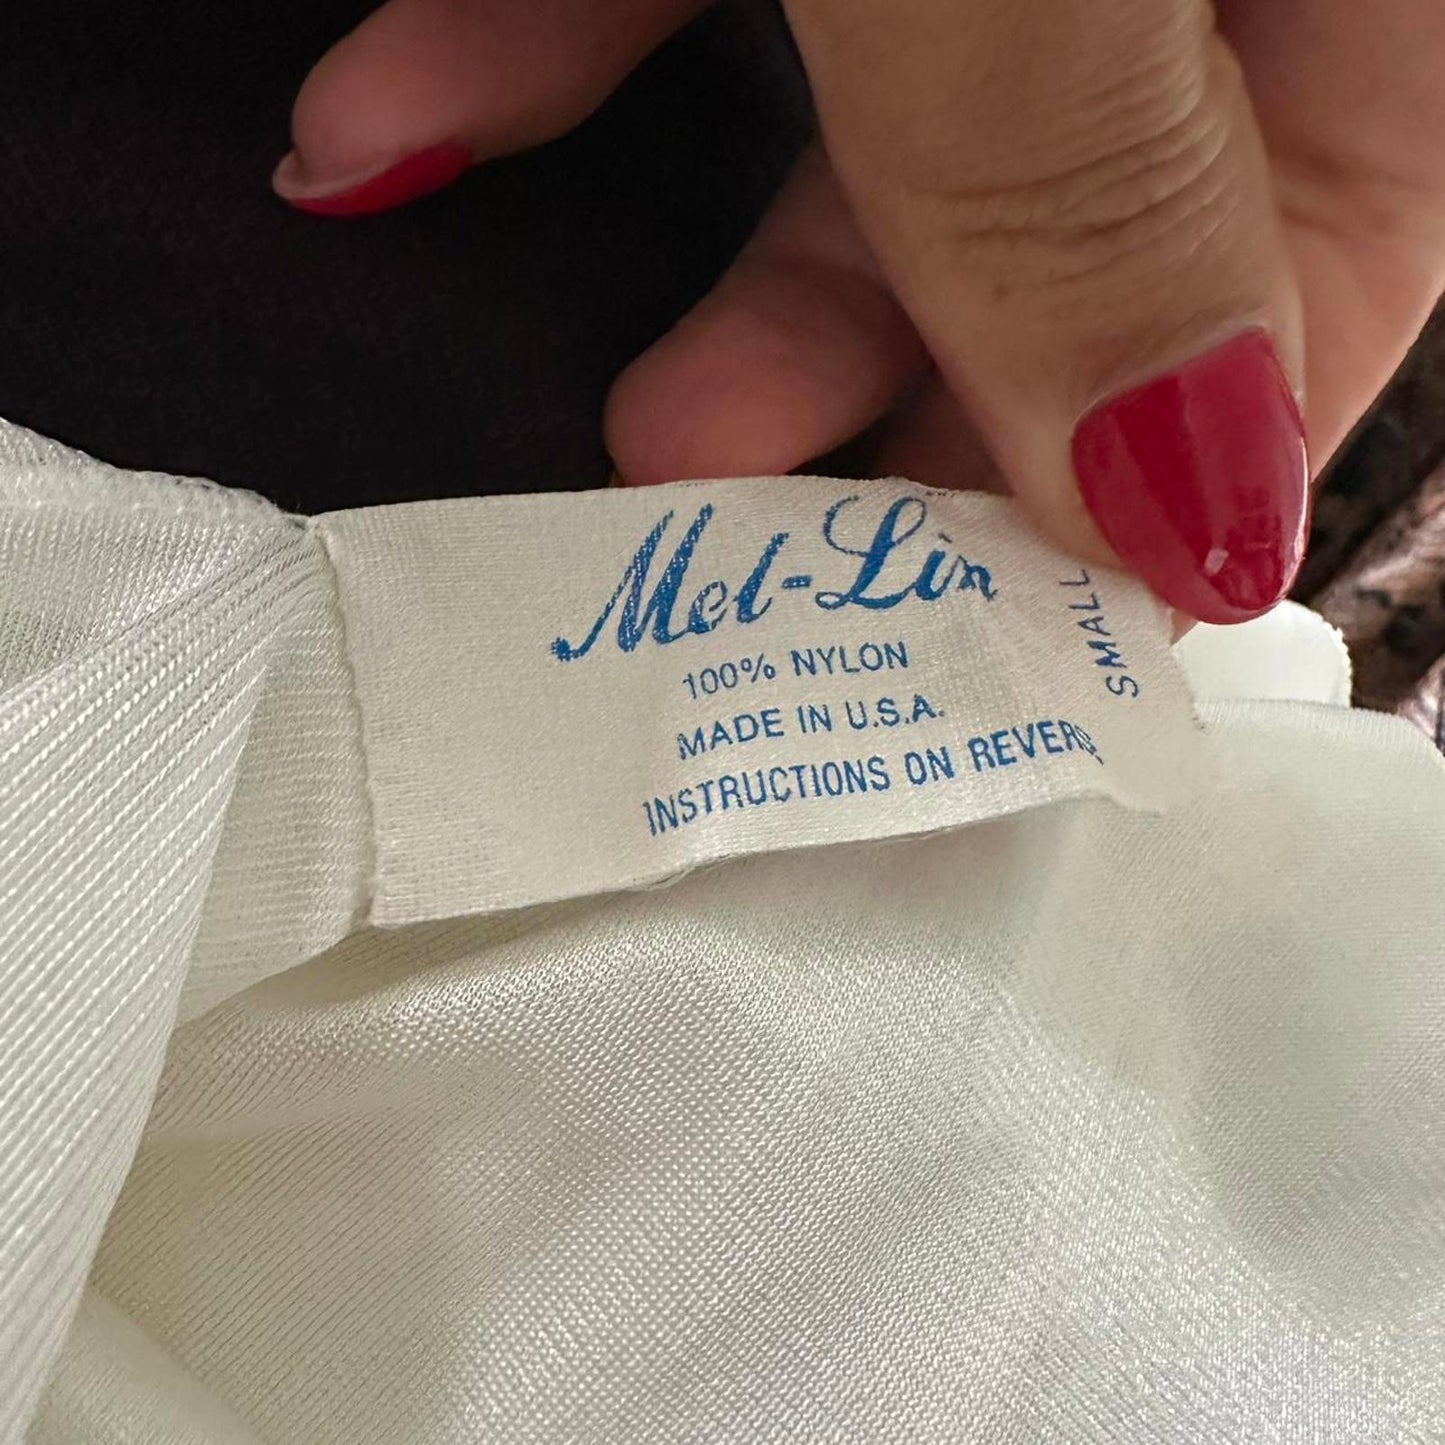 Mel-Lin
100% NYLON
MADE IN U.S.A.
INSTRUCTIONS ON REVERSE
SMALL